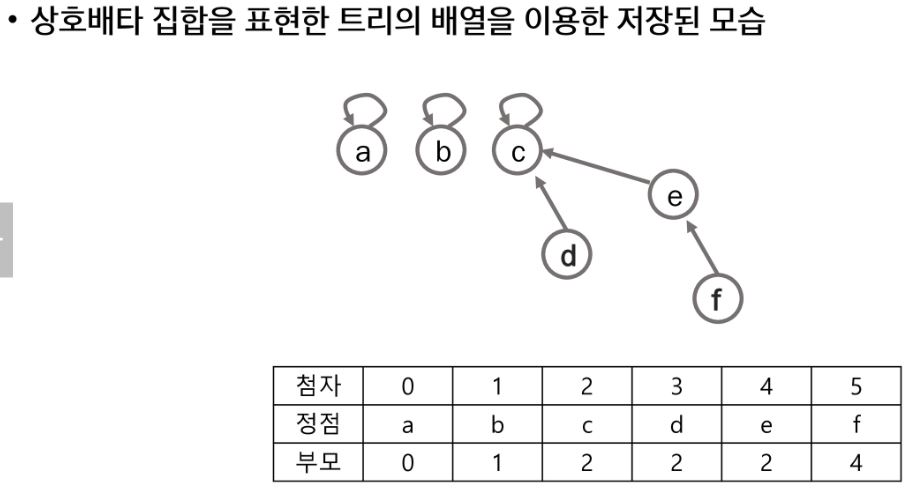 • 상호배타 집합을 표현한 트리의 배열을 이용한 저장된 모습
a b c
e
d
f
첨자 0 1 2 3 4 5
정점 a b c d e f
부모 0 1 2 2 2 4